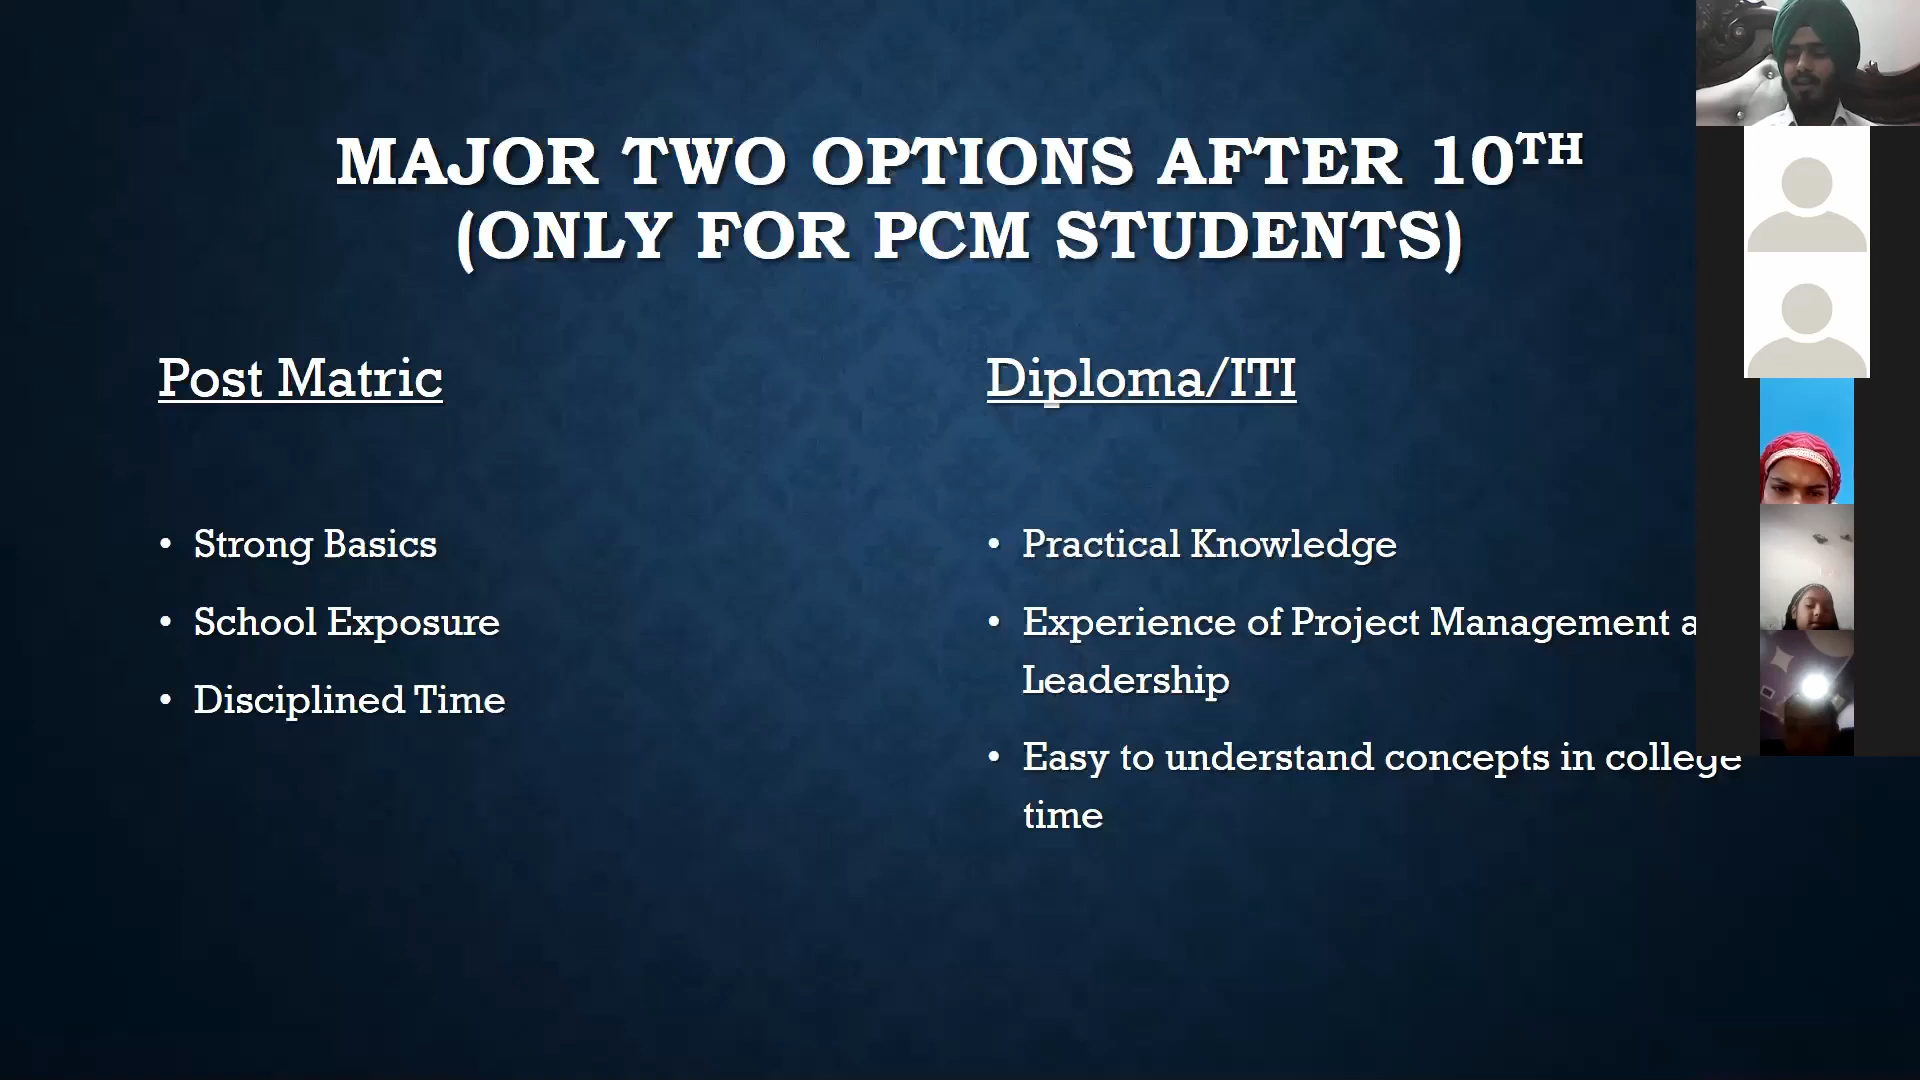 MAJOR TWO OPTIONS AFTER 10TH
(ONLY FOR PCM STUDENTS)
Post Matric
• Strong Basics
• School Exposure
• Disciplined Time
Diploma/ITI
• Practical Knowledge
• Experience of Project Management
Leadership
• Easy to understand concepts in college
time